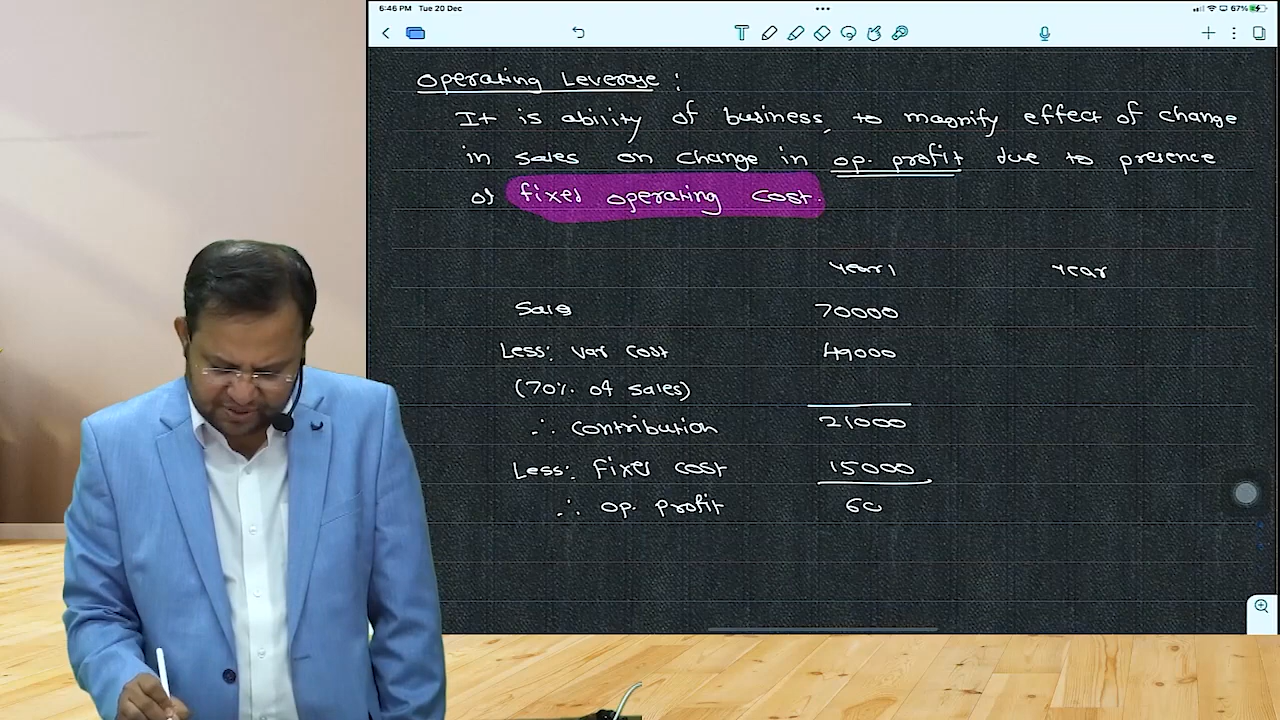 6:46 PM Tue 20 Dec
67%
Operating Leverage :
It is ability of business, to magnify effect of change
in sales on change in op. profit due to presence
of fixed operating cost.
year 1 year
Sales 70000
Less: Var cost 49000
(70% of sales)
∴ contribution 21000
Less: Fixed cost 15000
∴ op. profit 60